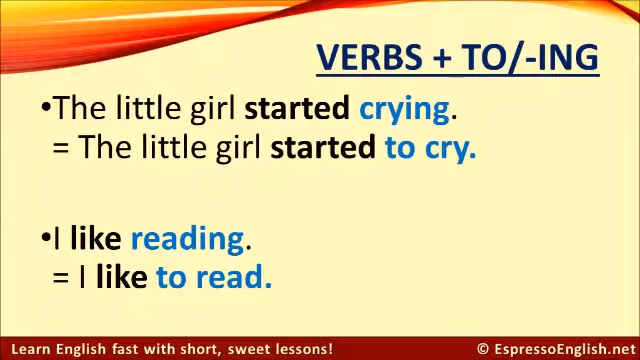 VERBS + TO/-ING
•The little girl started crying.
= The little girl started to cry.
•I like reading.
= I like to read.
Learn English fast with short, sweet lessons!
© EspressoEnglish.net